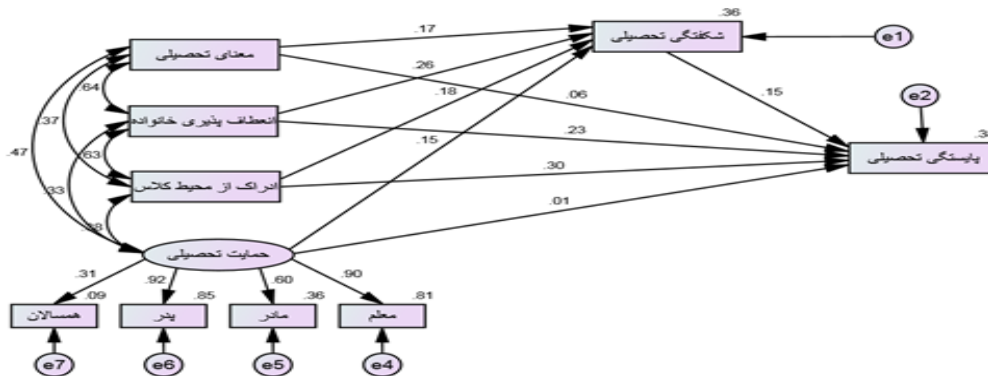 .36
.17
شکفتگی تحصیلی
e1
معنای تحصیلی
.26
.64
.18
.06
.15
e2
.37
انعطاف پذیری خانواده
.15
.23
.47
.63
پایستگی تحصیلی
.30
.33
ادراک از محیط کلاس
.01
حمایت تحصیلی
.31
.92
.60
.90
.09
.85
.36
.81
همسالان
پدر
مادر
معلم
e7
e6
e5
e4